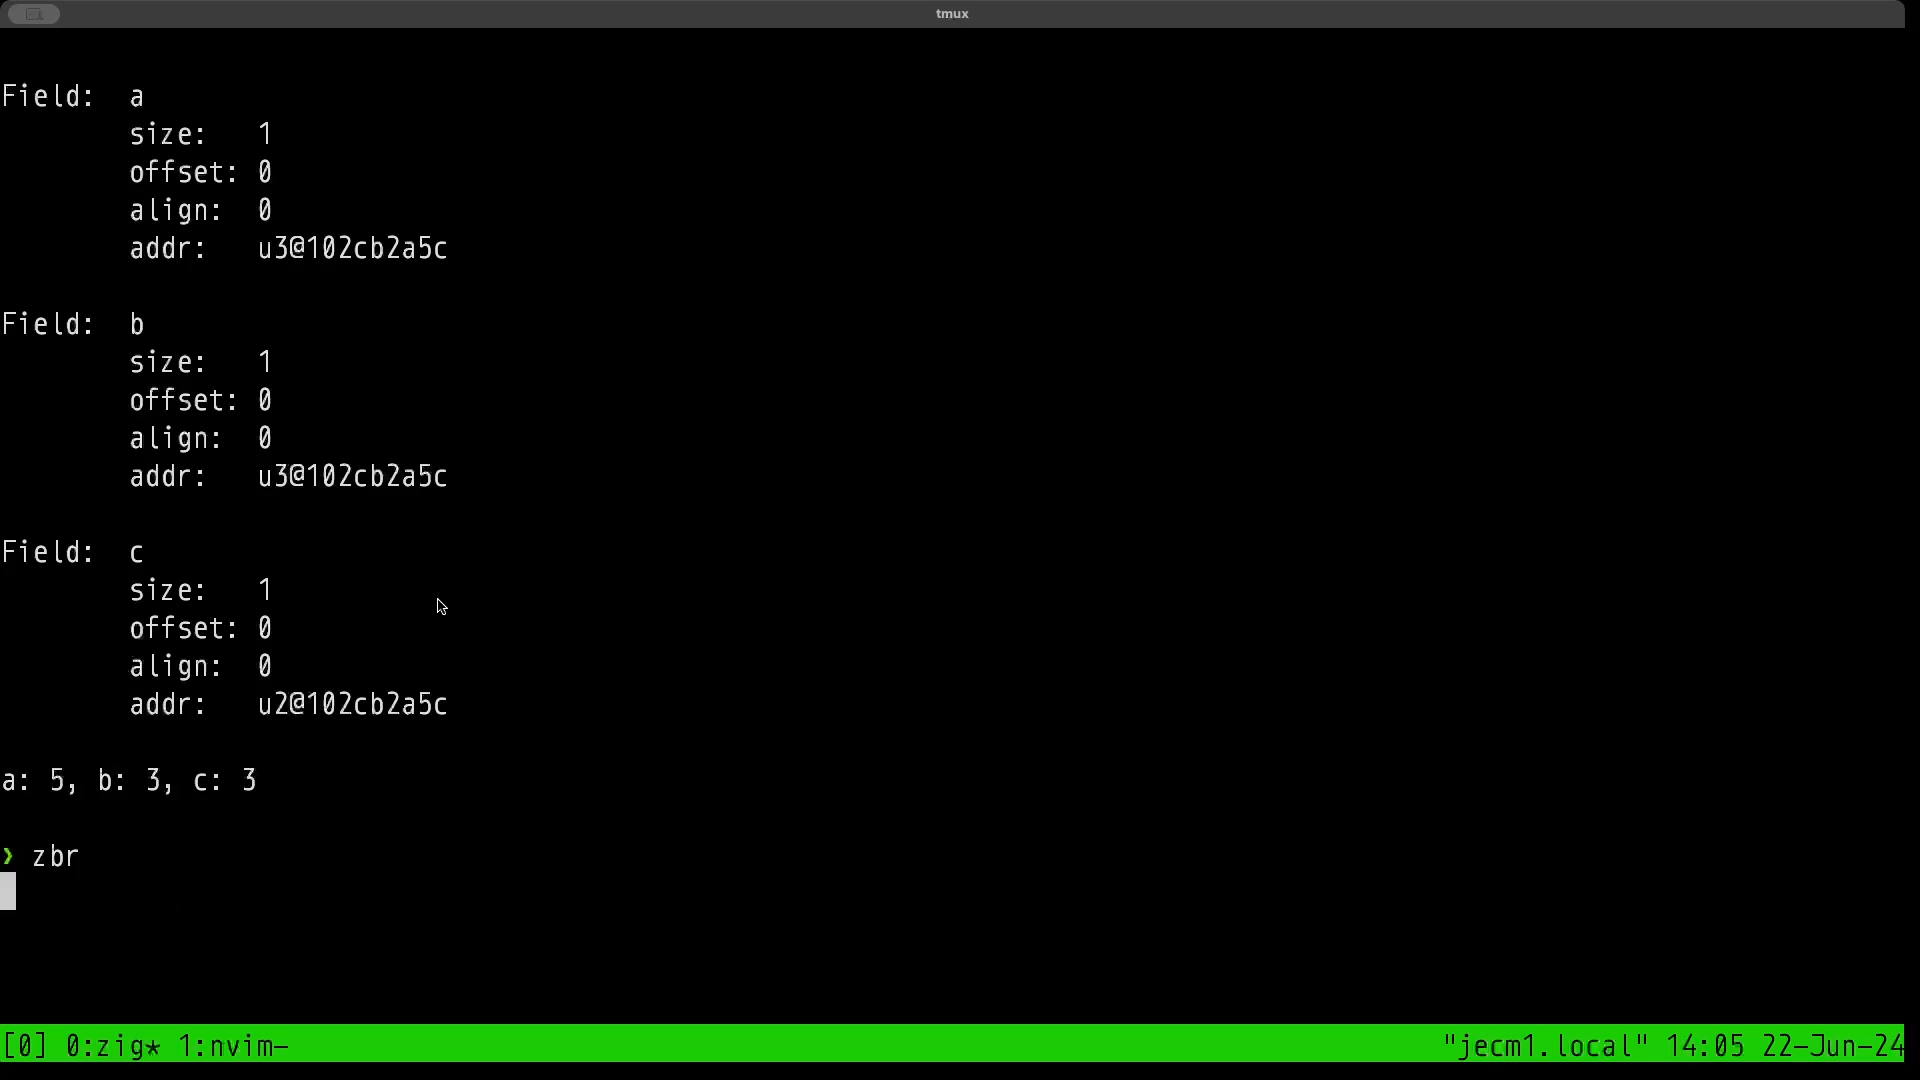 tmux
Field:  a
        size:   1
        offset: 0
        align:  0
        addr:   u3@102cb2a5c
Field:  b
        size:   1
        offset: 0
        align:  0
        addr:   u3@102cb2a5c
Field:  c
        size:   1
        offset: 0
        align:  0
        addr:   u2@102cb2a5c
a: 5, b: 3, c: 3
❯ zbr
[0] 0:zig* 1:nvim- "jecm1.local" 14:05 22-Jun-24